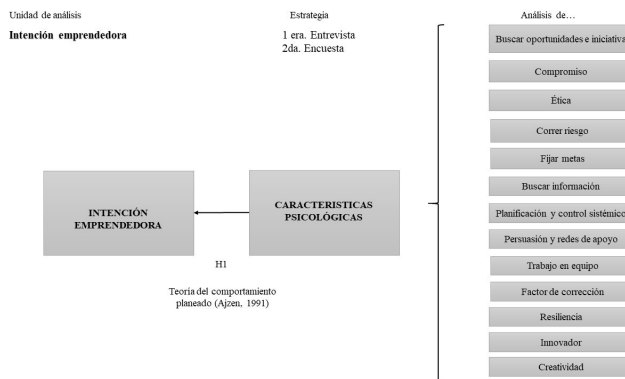 Unidad de análisis
Estrategia
Análisis de…
Intención emprendedora
1 era. Entrevista
2da. Encuesta
Buscar oportunidades e iniciativa
Compromiso
Ética
Correr riesgo
Fijar metas
Buscar información
Planificación y control sistémico
Persuasión y redes de apoyo
Trabajo en equipo
Factor de corrección
Resiliencia
Innovador
Creatividad
INTENCIÓN
EMPRENDEDORA
CARACTERISTICAS
PSICOLÓGICAS
H1
Teoría del comportamiento
planeado (Ajzen, 1991)